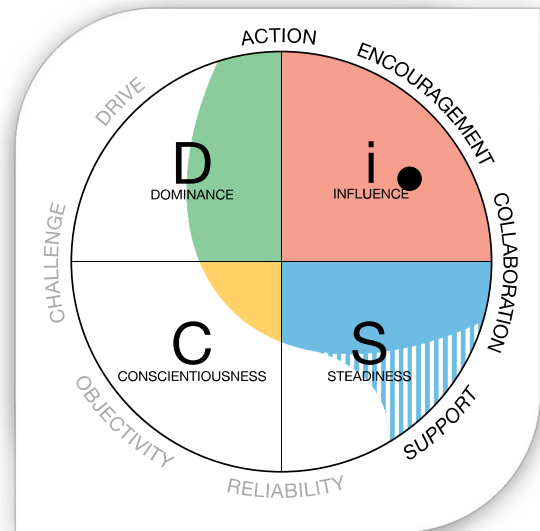 ACTION
ENCOURAGEMENT
DRIVE
D
DOMINANCE
i
INFLUENCE
CHALLENGE
COLLABORATION
C
CONSCIENTIOUSNESS
S
STEADINESS
OBJECTIVITY
SUPPORT
RELIABILITY